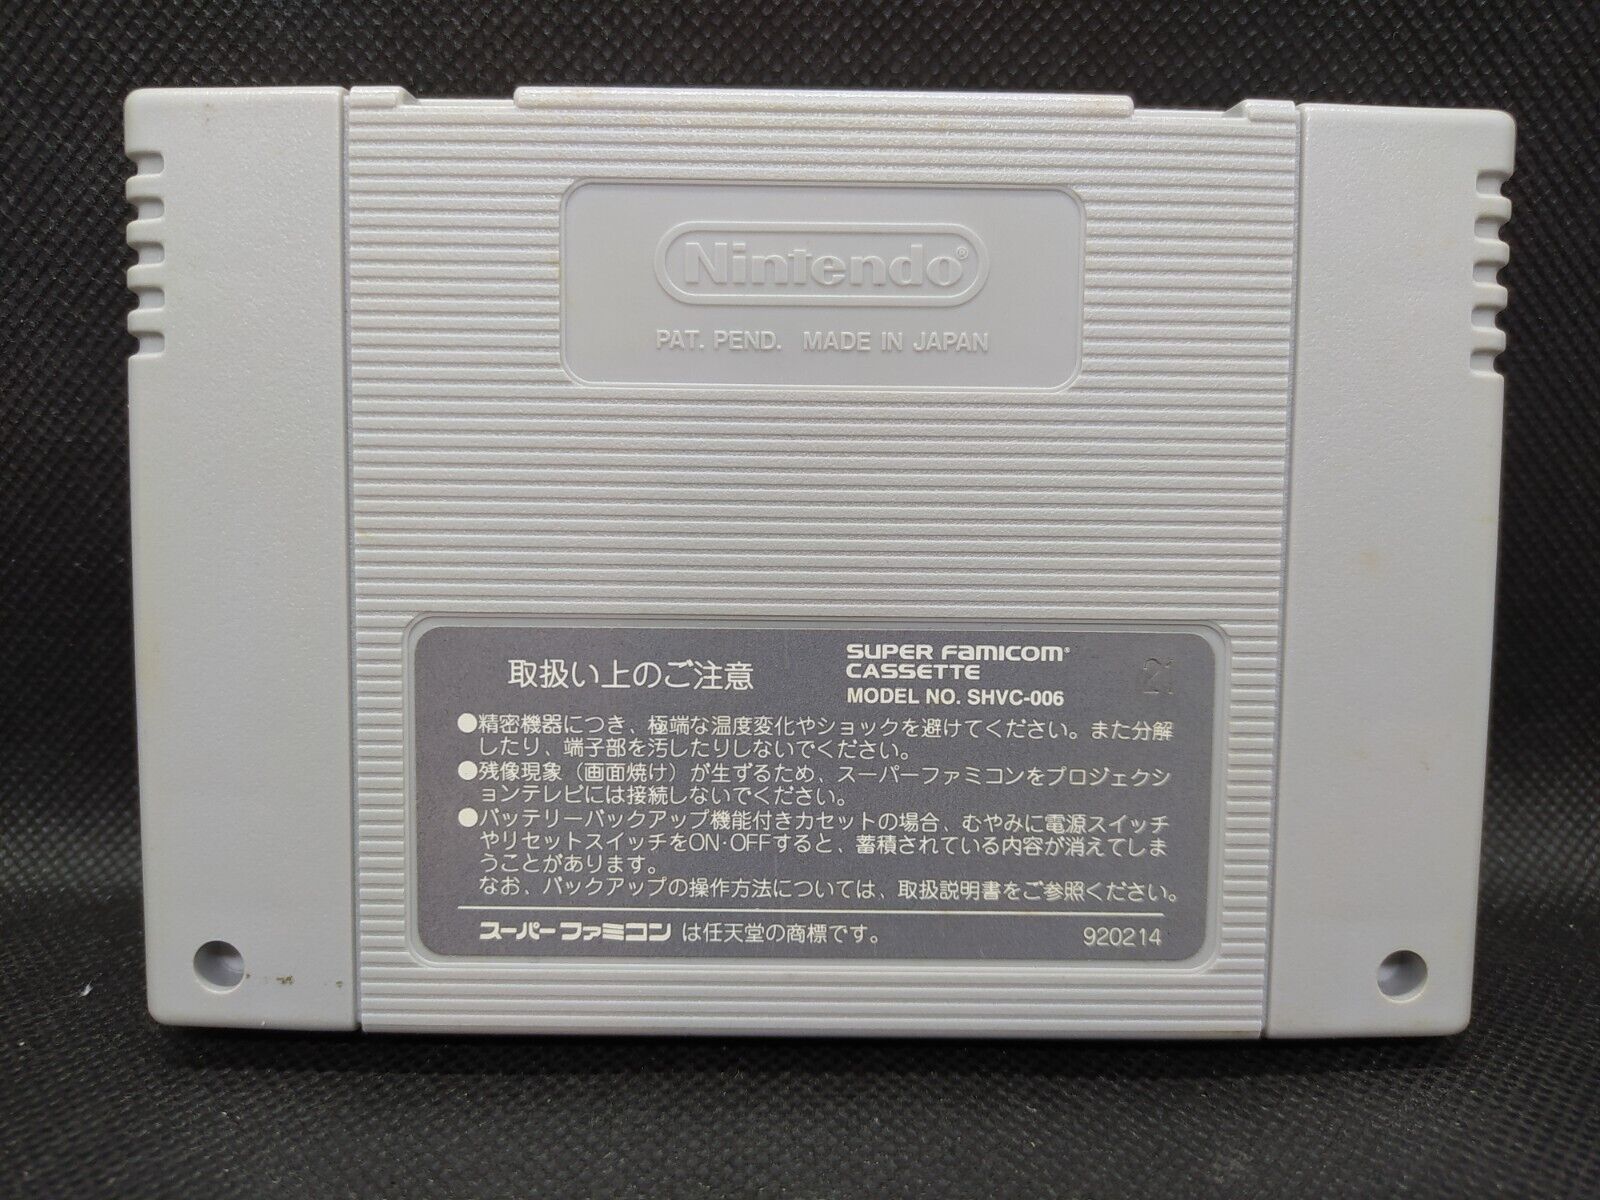 Nintendo®
PAT. PEND. MADE IN JAPAN
取扱い上のご注意
SUPER FAMICOM®
CASSETTE
MODEL NO. SHVC-006
21
●精密機器につき、極端な温度変化やショックを避けてください。また分解
したり、端子部を汚したりしないでください。
●残像現象（画面焼け）が生ずるため、スーパーファミコンをプロジェクシ
ョンテレビには接続しないでください。
●バッテリーバックアップ機能付きカセットの場合、むやみに電源スイッチ
やリセットスイッチをON・OFFすると、蓄積されている内容が消えてしま
うことがあります。
なお、バックアップの操作方法については、取扱説明書をご参照ください。
スーパーファミコンは任天堂の商標です。
920214